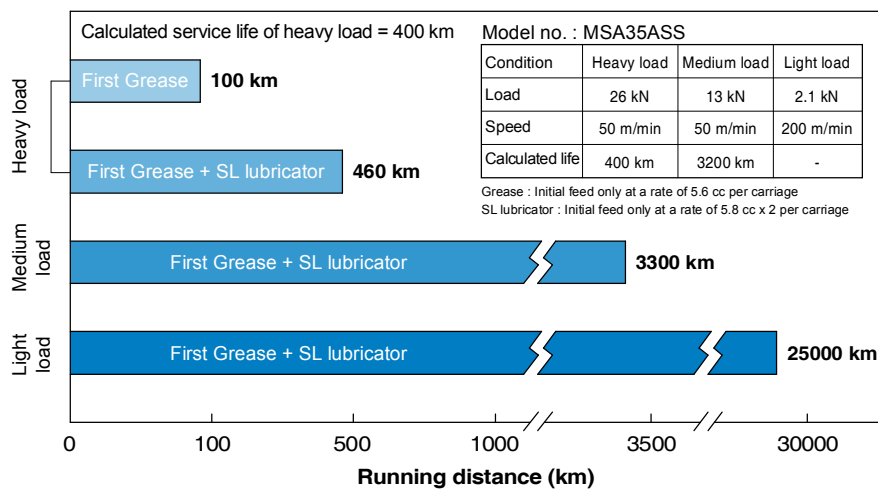 Calculated service life of heavy load = 400 km
Model no. : MSA35ASS
Condition Heavy load Medium load Light load
Load 26 kN 13 kN 2.1 kN
Speed 50 m/min 50 m/min 200 m/min
Calculated life 400 km 3200 km -
Grease : Initial feed only at a rate of 5.6 cc per carriage
SL lubricator : Initial feed only at a rate of 5.8 cc x 2 per carriage
Heavy load
First Grease 100 km
First Grease + SL lubricator 460 km
Medium
load
First Grease + SL lubricator 3300 km
Light
load
First Grease + SL lubricator 25000 km
0 100 500 1000 3500 30000
Running distance (km)